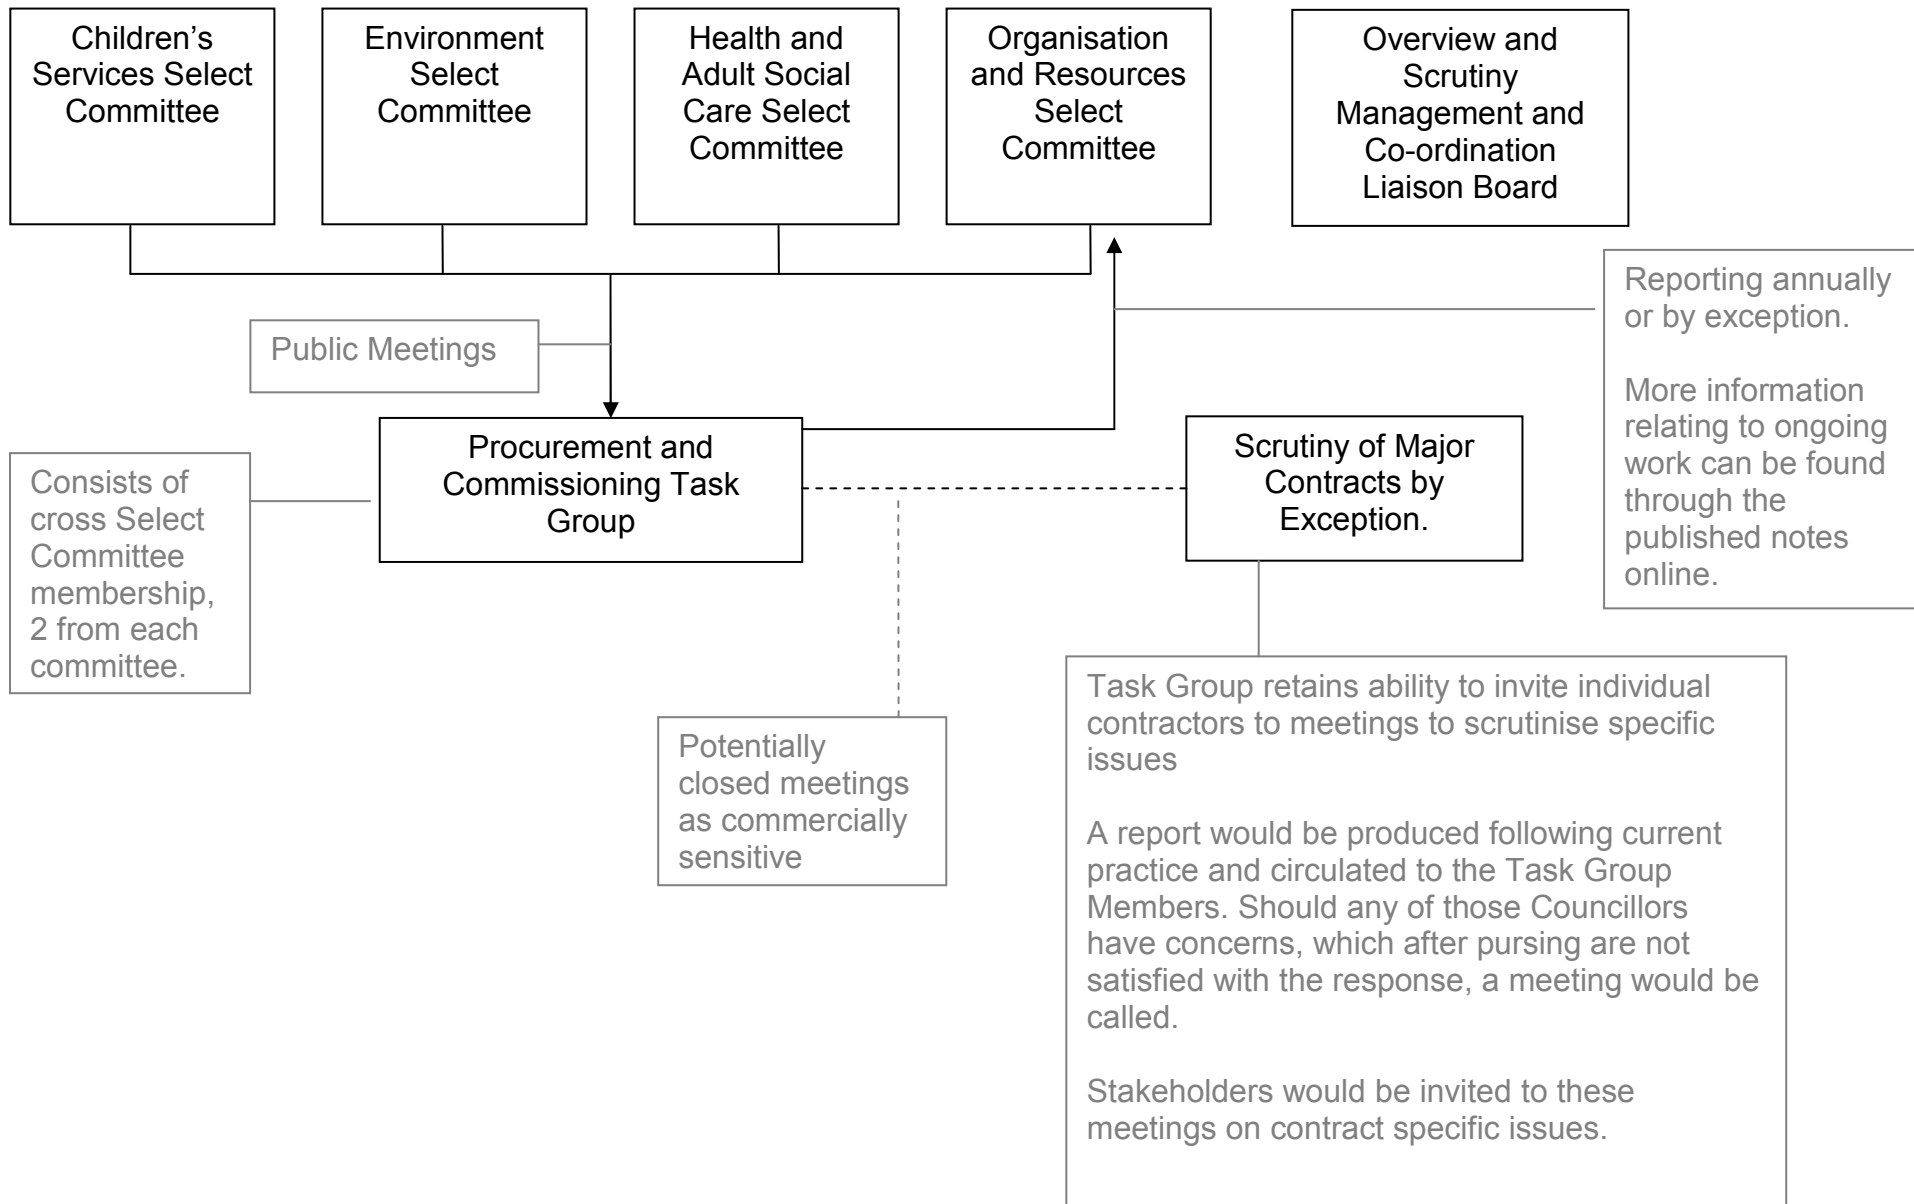 Children’s
Services Select
Committee
Environment
Select
Committee
Health and
Adult Social
Care Select
Committee
Organisation
and Resources
Select
Committee
Overview and
Scrutiny
Management and
Co-ordination
Liaison Board
Reporting annually
or by exception.
More information
relating to ongoing
work can be found
through the
published notes
online.
Public Meetings
Consists of
cross Select
Committee
membership,
2 from each
committee.
Procurement and
Commissioning Task
Group
Scrutiny of Major
Contracts by
Exception.
Potentially
closed meetings
as commercially
sensitive
Task Group retains ability to invite individual
contractors to meetings to scrutinise specific
issues
A report would be produced following current
practice and circulated to the Task Group
Members. Should any of those Councillors
have concerns, which after pursing are not
satisfied with the response, a meeting would be
called.
Stakeholders would be invited to these
meetings on contract specific issues.